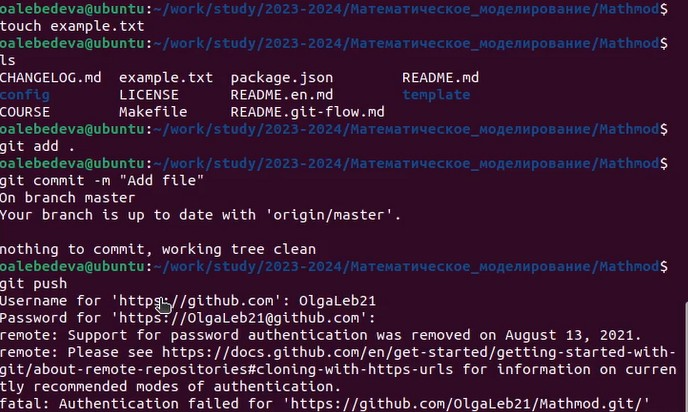 oalebedeva@ubuntu:~/work/study/2023-2024/Математическое_моделирование/Mathmod$
touch example.txt
oalebedeva@ubuntu:~/work/study/2023-2024/Математическое_моделирование/Mathmod$
ls
CHANGELOG.md example.txt package.json README.md
config LICENSE README.en.md template
COURSE Makefile README.git-flow.md
oalebedeva@ubuntu:~/work/study/2023-2024/Математическое_моделирование/Mathmod$
git add .
oalebedeva@ubuntu:~/work/study/2023-2024/Математическое_моделирование/Mathmod$
git commit -m "Add file"
On branch master
Your branch is up to date with 'origin/master'.
nothing to commit, working tree clean
oalebedeva@ubuntu:~/work/study/2023-2024/Математическое_моделирование/Mathmod$
git push
Username for 'https://github.com': OlgaLeb21
Password for 'https://OlgaLeb21@github.com':
remote: Support for password authentication was removed on August 13, 2021.
remote: Please see https://docs.github.com/en/get-started/getting-started-with-
git/about-remote-repositories#cloning-with-https-urls for information on curren
tly recommended modes of authentication.
fatal: Authentication failed for 'https://github.com/OlgaLeb21/Mathmod.git/'